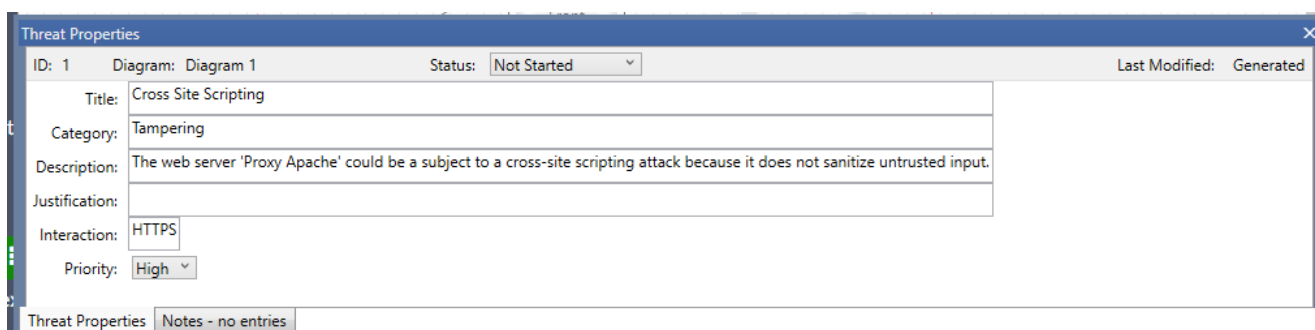 Threat Properties
ID: 1 Diagram: Diagram 1 Status: Not Started Last Modified: Generated
Title: Cross Site Scripting
Category: Tampering
Description: The web server 'Proxy Apache' could be a subject to a cross-site scripting attack because it does not sanitize untrusted input.
Justification:
Interaction: HTTPS
Priority: High
Threat Properties Notes - no entries